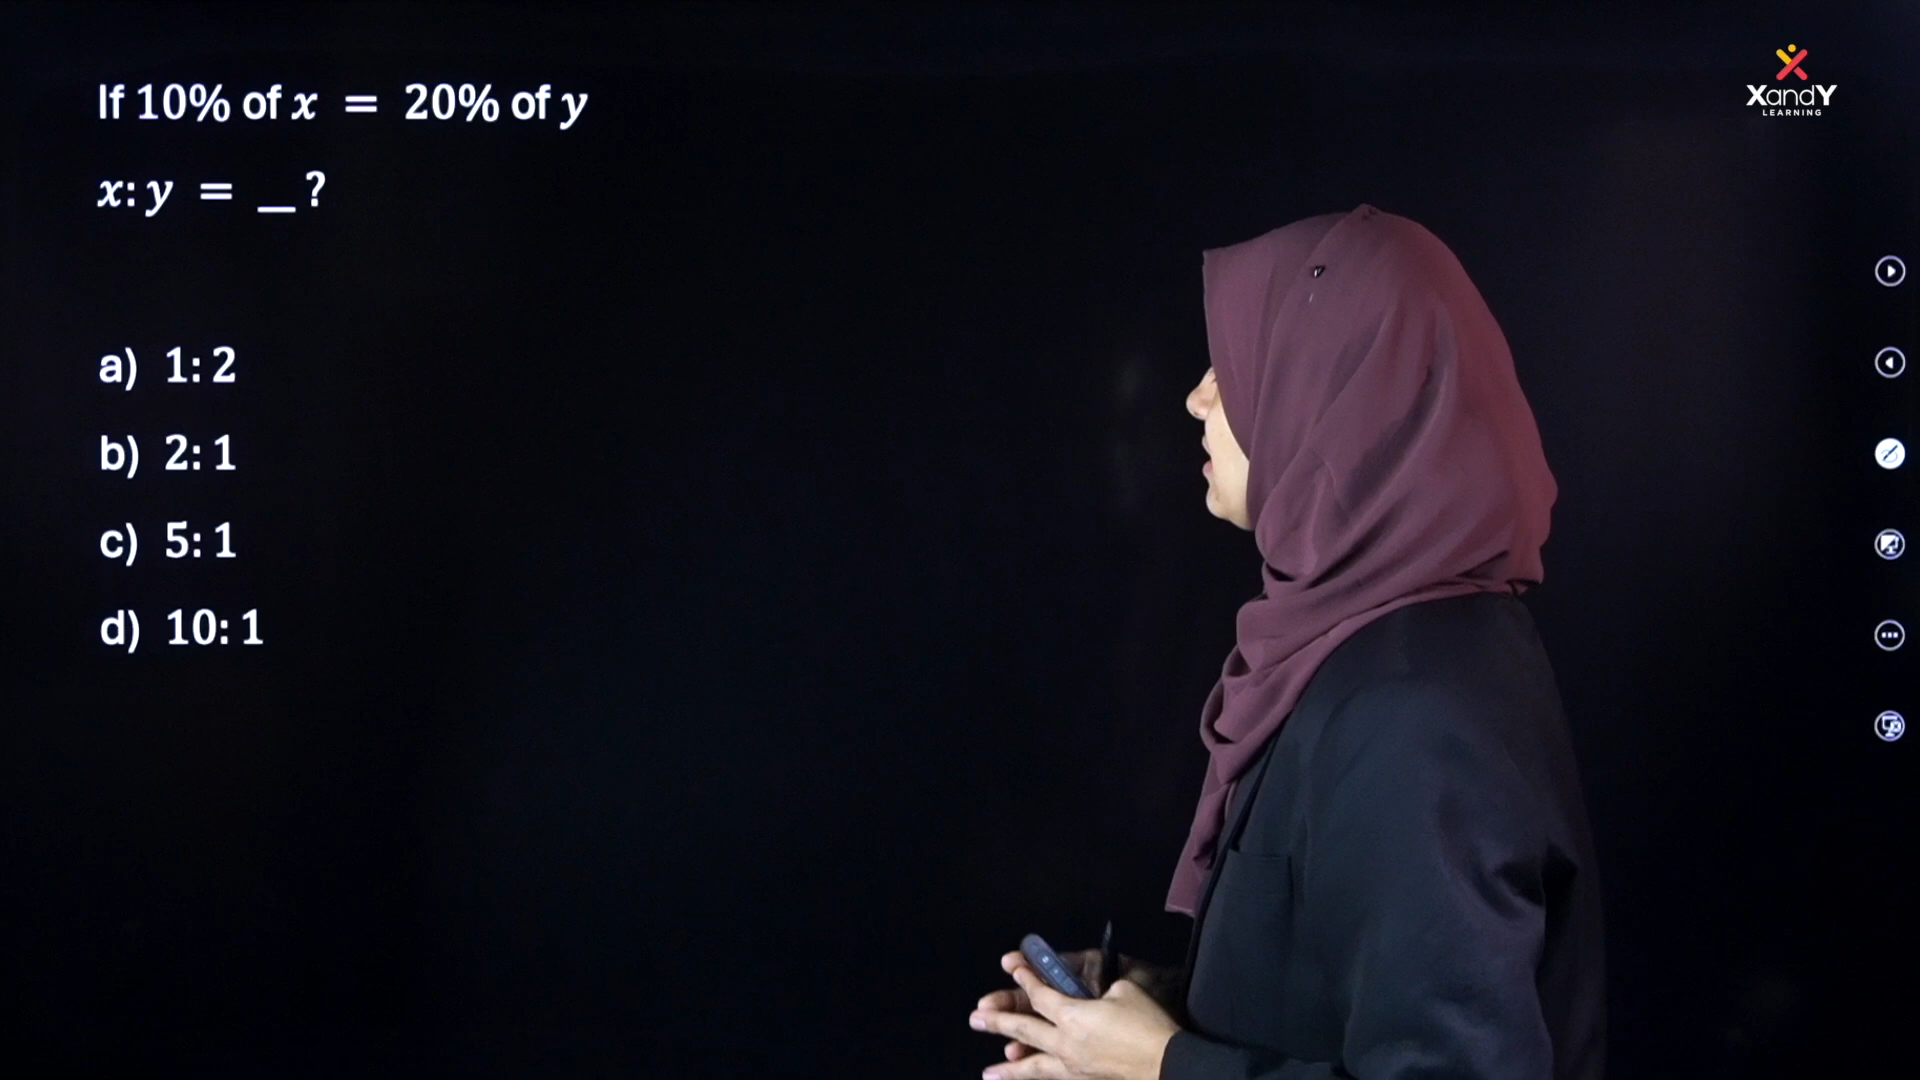 If 10% of x = 20% of y
x: y = _ ?
a) 1: 2
b) 2: 1
c) 5: 1
d) 10: 1
XandY
LEARNING